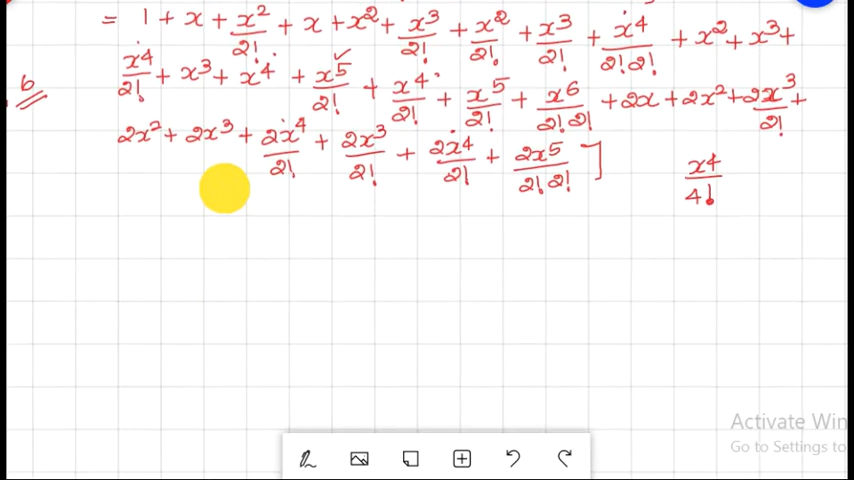 = 1 + x + x²/2! + x + x² + x³/2! + x²/2! + x³/2! + x⁴/2!2! + x² + x³ +
6
x⁴/2! + x³ + x⁴ + x⁵/2! + x⁴/2! + x⁵/2! + x⁶/2!2! + 2x + 2x² + 2x³/2! +
2x² + 2x³ + 2x⁴/2! + 2x³/2! + 2x⁴/2! + 2x⁵/2!2! ]
x⁴/4!
Activate Win
Go to Settings to